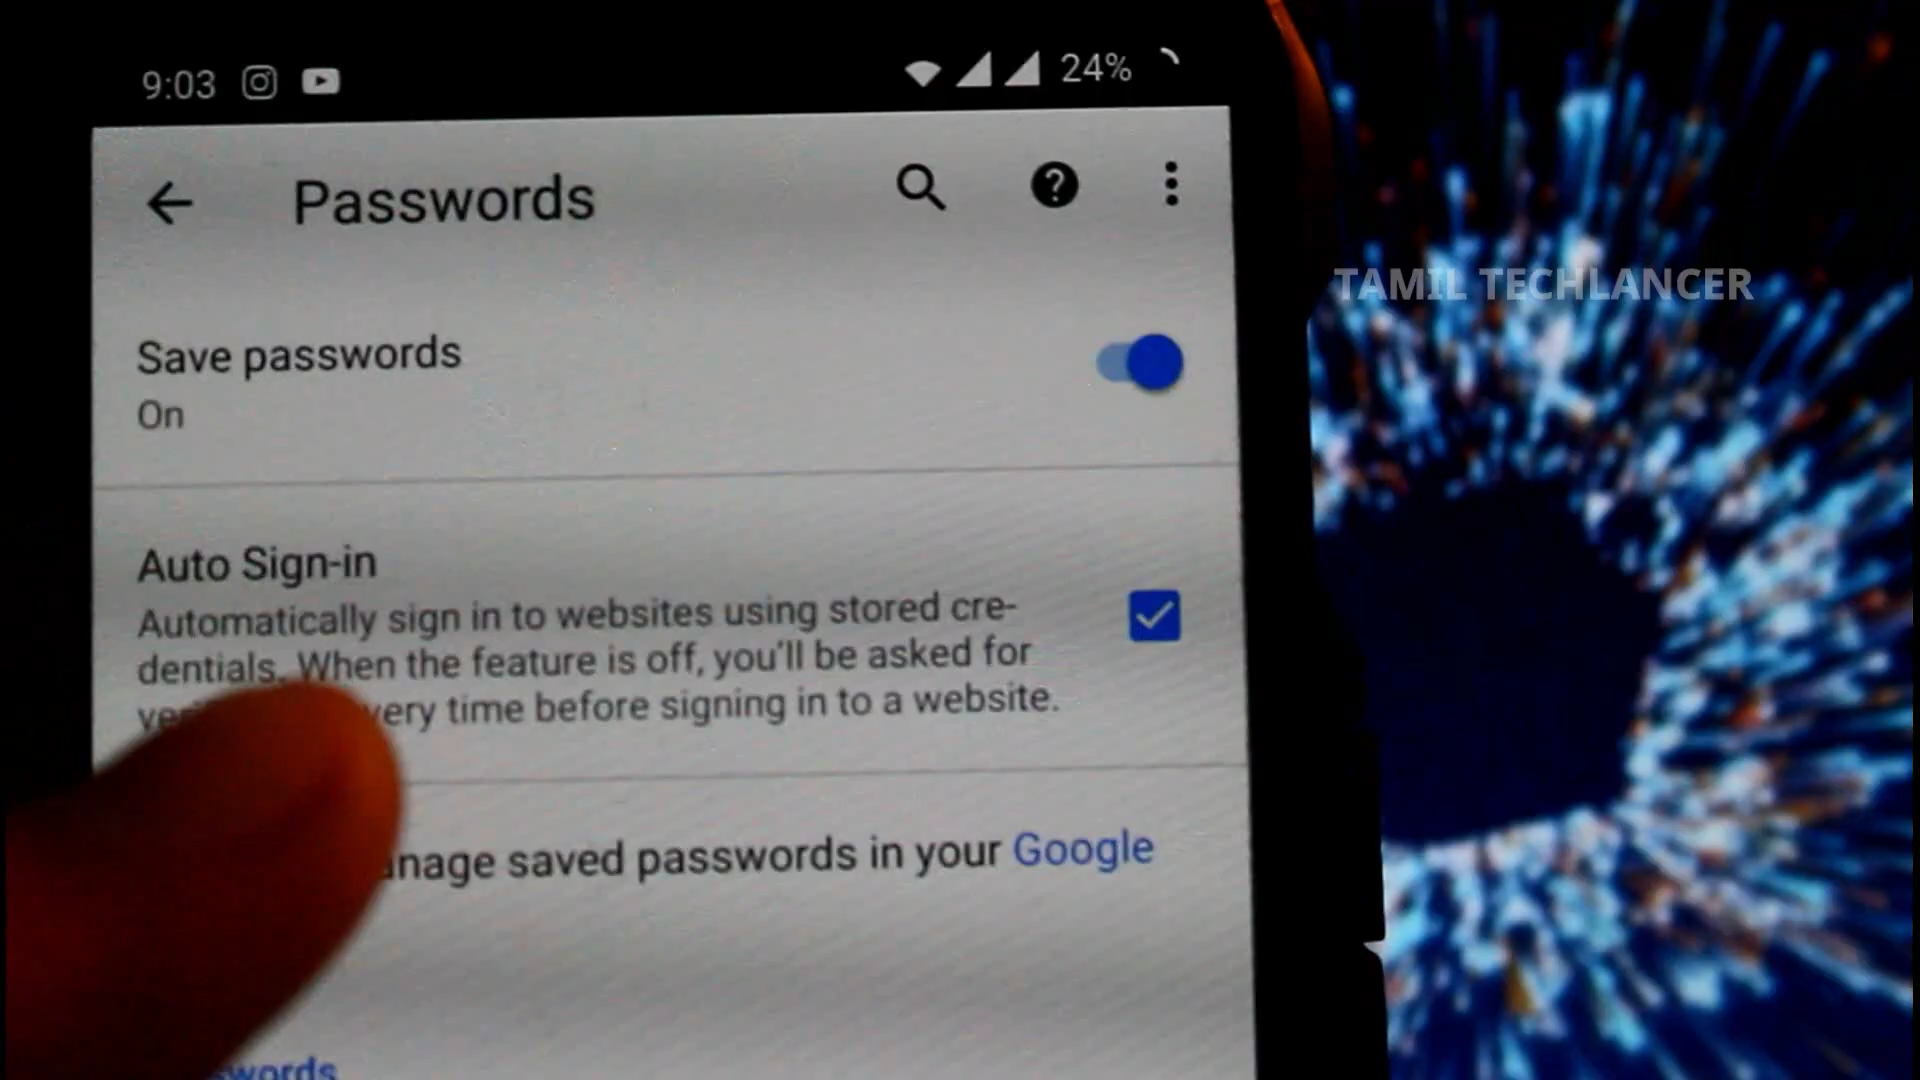 9:03
24%
Passwords
TAMIL TECHLANCER
Save passwords
On
Auto Sign-in
Automatically sign in to websites using stored cre-
dentials. When the feature is off, you'll be asked for
time before signing in to a website.
saved passwords in your Google